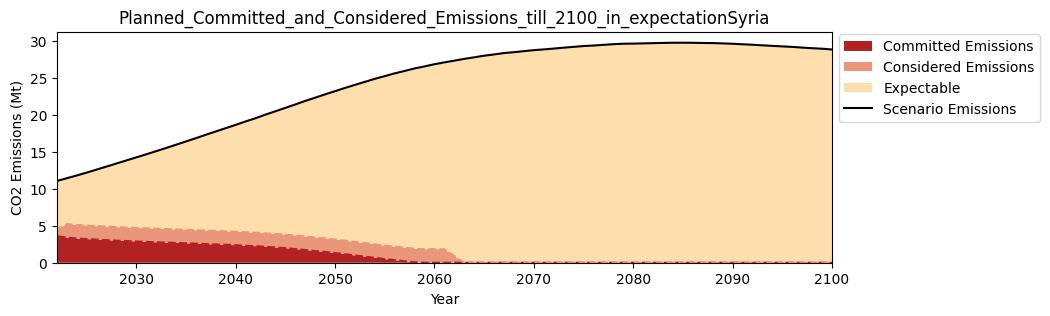 Planned_Committed_and_Considered_Emissions_till_2100_in_expectationSyria
30
25
20
15
10
5
0
CO2 Emissions (Mt)
2030 2040 2050 2060 2070 2080 2090 2100
Year
Committed Emissions
Considered Emissions
Expectable
Scenario Emissions